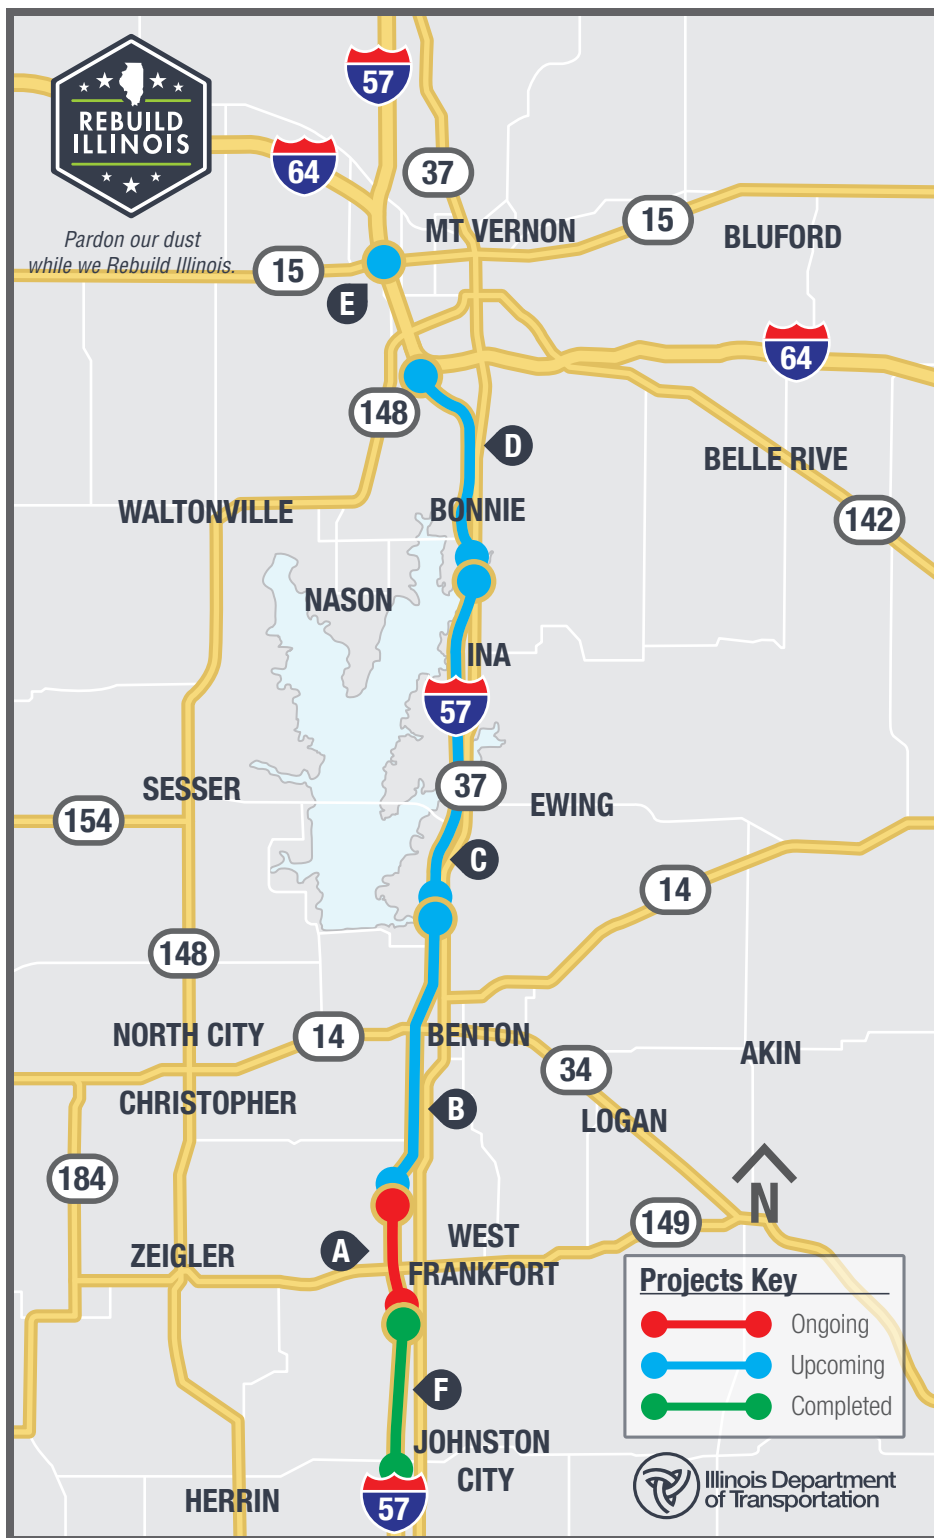 57
REBUILD
ILLINOIS
64
37
Pardon our dust
while we Rebuild Illinois.
15
MT VERNON
15
BLUFORD
E
64
148
D
BELLE RIVE
WALTONVILLE
BONNIE
142
NASON
INA
57
SESSER
37
EWING
154
C
14
148
NORTH CITY
14
BENTON
AKIN
34
CHRISTOPHER
B
LOGAN
184
N
149
ZEIGLER
A
WEST
FRANKFORT
Projects Key
Ongoing
Upcoming
Completed
F
JOHNSTON
CITY
HERRIN
57
Illinois Department
of Transportation